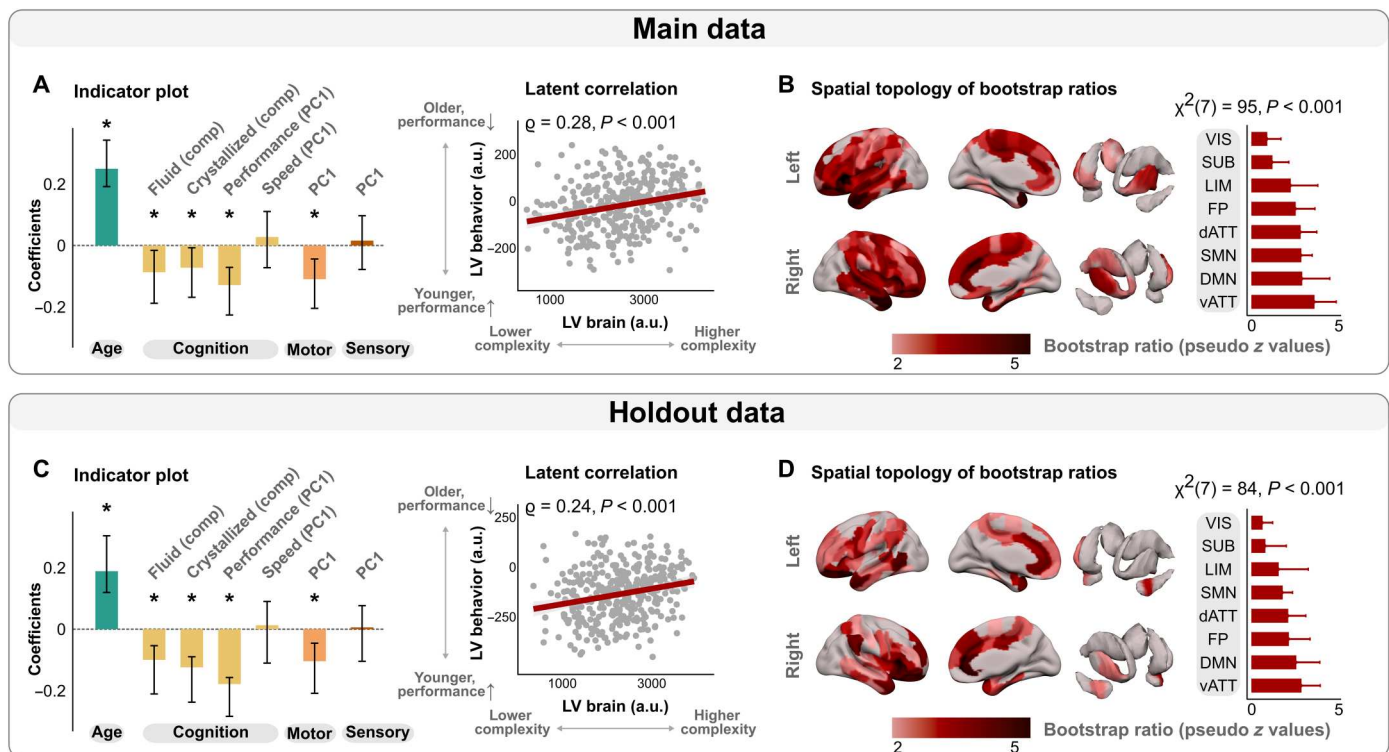 Main data
A
Indicator plot
Fluid (comp)
Crystallized (comp)
Performance (PC1)
Speed (PC1)
PC1
PC1
*
* * * *
Coefficients
0.2
0
−0.2
Age
Cognition
Motor
Sensory
Older,
performance↓
Younger,
performance↑
Latent correlation
ϱ = 0.28, P < 0.001
LV behavior (a.u.)
200
0
−200
1000
3000
LV brain (a.u.)
Lower
complexity
Higher
complexity
B
Spatial topology of bootstrap ratios
Left
Right
2
5
Bootstrap ratio (pseudo z values)
χ²(7) = 95, P < 0.001
VIS
SUB
LIM
FP
dATT
SMN
DMN
vATT
0
5
Holdout data
C
Indicator plot
Fluid (comp)
Crystallized (comp)
Performance (PC1)
Speed (PC1)
PC1
PC1
*
* * * *
Coefficients
0.2
0
−0.2
Age
Cognition
Motor
Sensory
Older,
performance↓
Younger,
performance↑
Latent correlation
ϱ = 0.24, P < 0.001
LV behavior (a.u.)
250
0
−250
1000
3000
LV brain (a.u.)
Lower
complexity
Higher
complexity
D
Spatial topology of bootstrap ratios
Left
Right
2
5
Bootstrap ratio (pseudo z values)
χ²(7) = 84, P < 0.001
VIS
SUB
LIM
SMN
dATT
FP
DMN
vATT
0
5